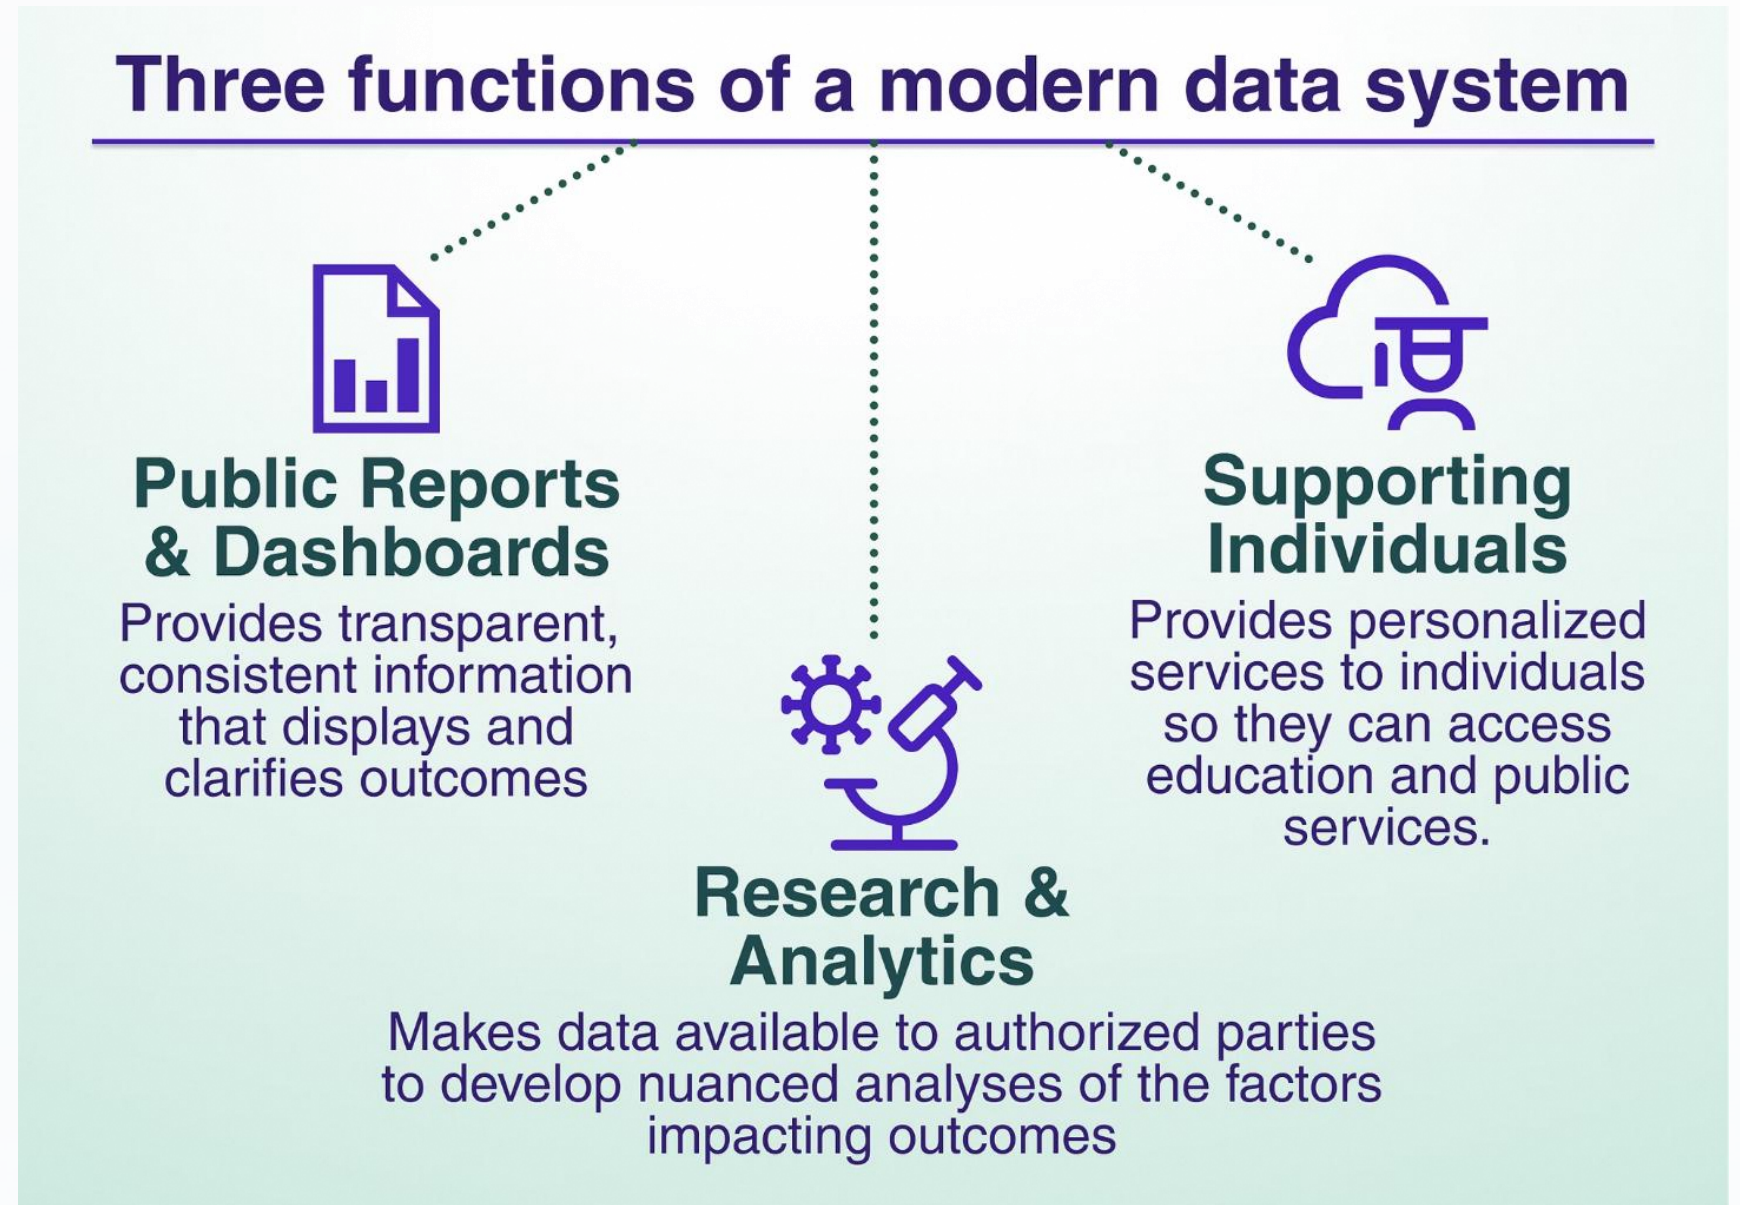 Three functions of a modern data system
Public Reports
& Dashboards
Provides transparent,
consistent information
that displays and
clarifies outcomes
Research &
Analytics
Makes data available to authorized parties
to develop nuanced analyses of the factors
impacting outcomes
Supporting
Individuals
Provides personalized
services to individuals
so they can access
education and public
services.